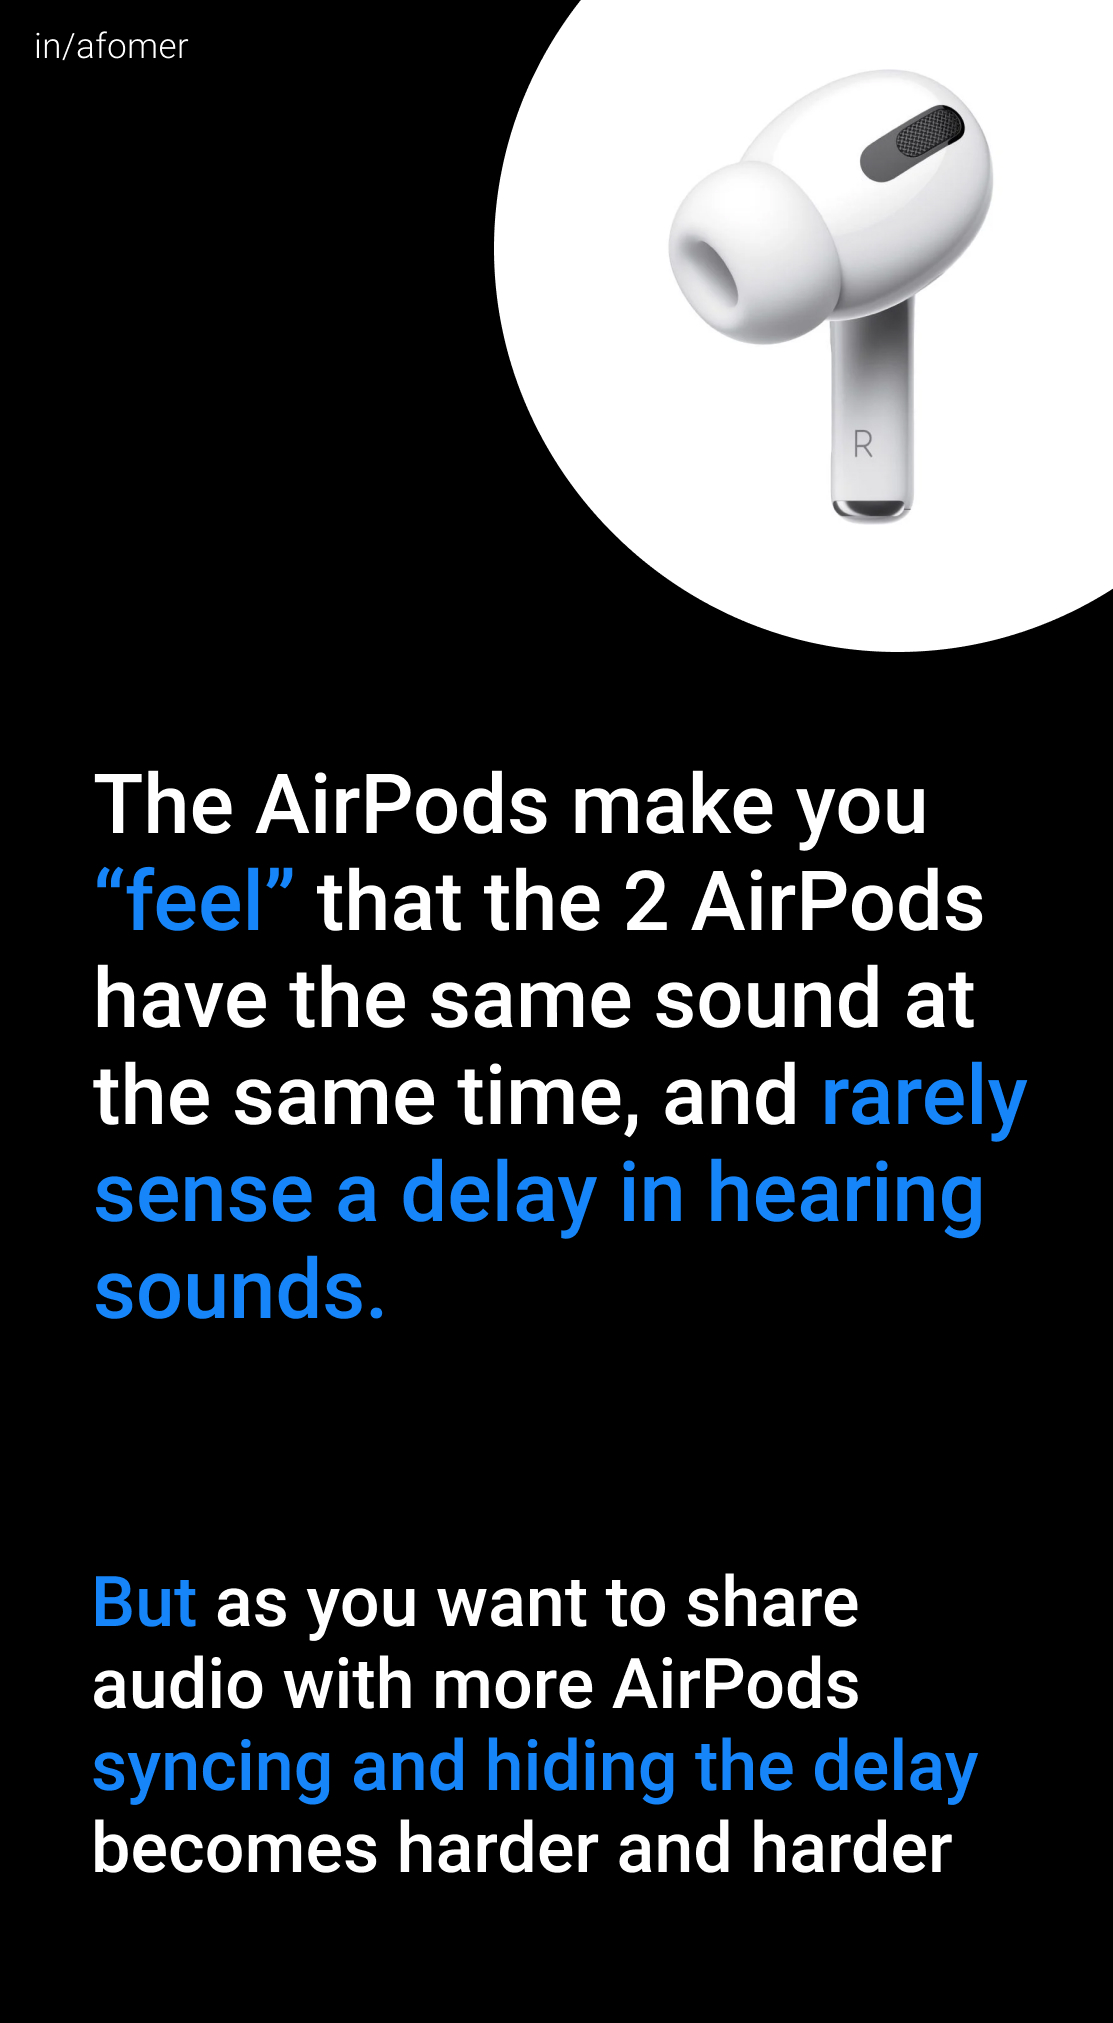 in/afomer
R
The AirPods make you
“feel” that the 2 AirPods
have the same sound at
the same time, and rarely
sense a delay in hearing
sounds.
But as you want to share
audio with more AirPods
syncing and hiding the delay
becomes harder and harder